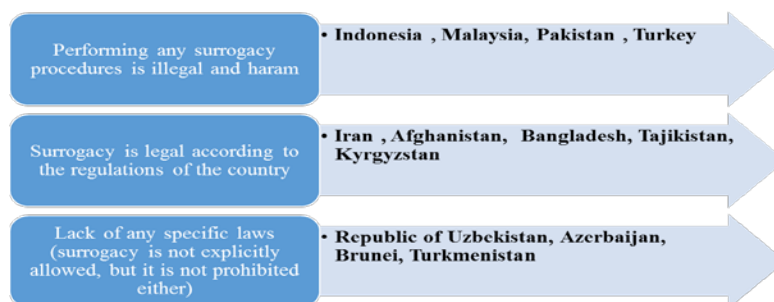 Performing any surrogacy
procedures is illegal and haram
• Indonesia , Malaysia, Pakistan , Turkey
Surrogacy is legal according to
the regulations of the country
• Iran , Afghanistan, Bangladesh, Tajikistan,
Kyrgyzstan
Lack of any specific laws
(surrogacy is not explicitly
allowed, but it is not prohibited
either)
• Republic of Uzbekistan, Azerbaijan,
Brunei, Turkmenistan